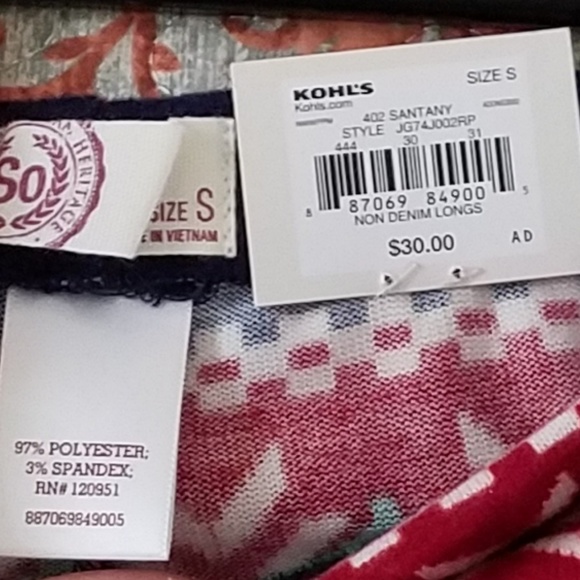 KOHL'S
Kohls.com
SIZE S
402 SANTANY
STYLE JG74J002RP
444 30 31
8 87069 84900 5
NON DENIM LONGS
$30.00 AD
HERITAGE
SO
SIZE S
E IN VIETNAM
97% POLYESTER;
3% SPANDEX;
RN# 120951
887069849005